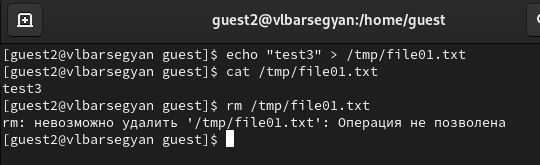 guest2@vlbarsegyan:/home/guest
[guest2@vlbarsegyan guest]$ echo "test3" > /tmp/file01.txt
[guest2@vlbarsegyan guest]$ cat /tmp/file01.txt
test3
[guest2@vlbarsegyan guest]$ rm /tmp/file01.txt
rm: невозможно удалить '/tmp/file01.txt': Операция не позволена
[guest2@vlbarsegyan guest]$